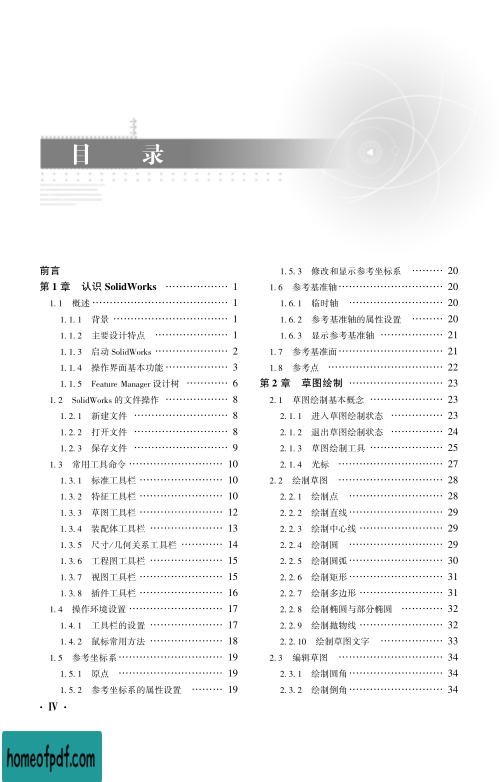 目 录
前言
第 1 章 认识 SolidWorks ……………… 1
1. 1 概述 ……………………………… 1
1. 1. 1 背景 ……………………………… 1
1. 1. 2 主要设计特点 …………………… 1
1. 1. 3 启动 SolidWorks …………………… 2
1. 1. 4 操作界面基本功能 ……………… 3
1. 1. 5 Feature Manager 设计树 ………… 6
1. 2 SolidWorks 的文件操作 ……………… 8
1. 2. 1 新建文件 ………………………… 8
1. 2. 2 打开文件 ………………………… 8
1. 2. 3 保存文件 ………………………… 9
1. 3 常用工具命令 ……………………… 10
1. 3. 1 标准工具栏 ……………………… 10
1. 3. 2 特征工具栏 ……………………… 10
1. 3. 3 草图工具栏 ……………………… 12
1. 3. 4 装配体工具栏 …………………… 13
1. 3. 5 尺寸/几何关系工具栏 ………… 14
1. 3. 6 工程图工具栏 …………………… 15
1. 3. 7 视图工具栏 ……………………… 15
1. 3. 8 插件工具栏 ……………………… 16
1. 4 操作环境设置 ……………………… 17
1. 4. 1 工具栏的设置 …………………… 17
1. 4. 2 鼠标常用方法 …………………… 18
1. 5 参考坐标系 ………………………… 19
1. 5. 1 原点 ……………………………… 19
1. 5. 2 参考坐标系的属性设置 ……… 19
1. 5. 3 修改和显示参考坐标系 ……… 20
1. 6 参考基准轴 ………………………… 20
1. 6. 1 临时轴 …………………………… 20
1. 6. 2 参考基准轴的属性设置 ……… 20
1. 6. 3 显示参考基准轴 ……………… 21
1. 7 参考基准面 ………………………… 21
1. 8 参考点 ……………………………… 22
第 2 章 草图绘制 ……………………… 23
2. 1 草图绘制基本概念 ………………… 23
2. 1. 1 进入草图绘制状态 …………… 23
2. 1. 2 退出草图绘制状态 …………… 24
2. 1. 3 草图绘制工具 ………………… 25
2. 1. 4 光标 …………………………… 27
2. 2 绘制草图 …………………………… 28
2. 2. 1 绘制点 ………………………… 28
2. 2. 2 绘制直线 ……………………… 29
2. 2. 3 绘制中心线 …………………… 29
2. 2. 4 绘制圆 ………………………… 29
2. 2. 5 绘制圆弧 ……………………… 30
2. 2. 6 绘制矩形 ……………………… 31
2. 2. 7 绘制多边形 …………………… 31
2. 2. 8 绘制椭圆与部分椭圆 ………… 32
2. 2. 9 绘制抛物线 …………………… 32
2. 2. 10 绘制草图文字 ……………… 33
2. 3 编辑草图 …………………………… 34
2. 3. 1 绘制圆角 ……………………… 34
2. 3. 2 绘制倒角 ……………………… 34
· Ⅳ ·
homeofpdf.com